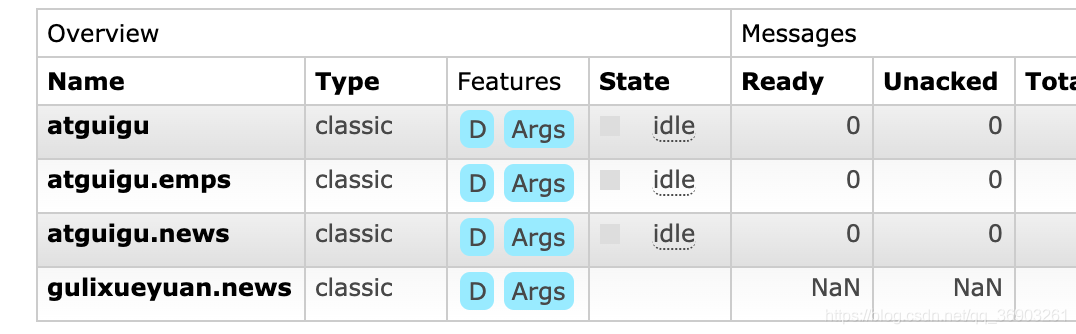 Overview Messages
Name Type Features State Ready Unacked Tota
atguigu classic D Args idle 0 0
atguigu.emps classic D Args idle 0 0
atguigu.news classic D Args idle 0 0
gulixueyuan.news classic D Args NaN NaN
https://blog.csdn.net/qq_36903261